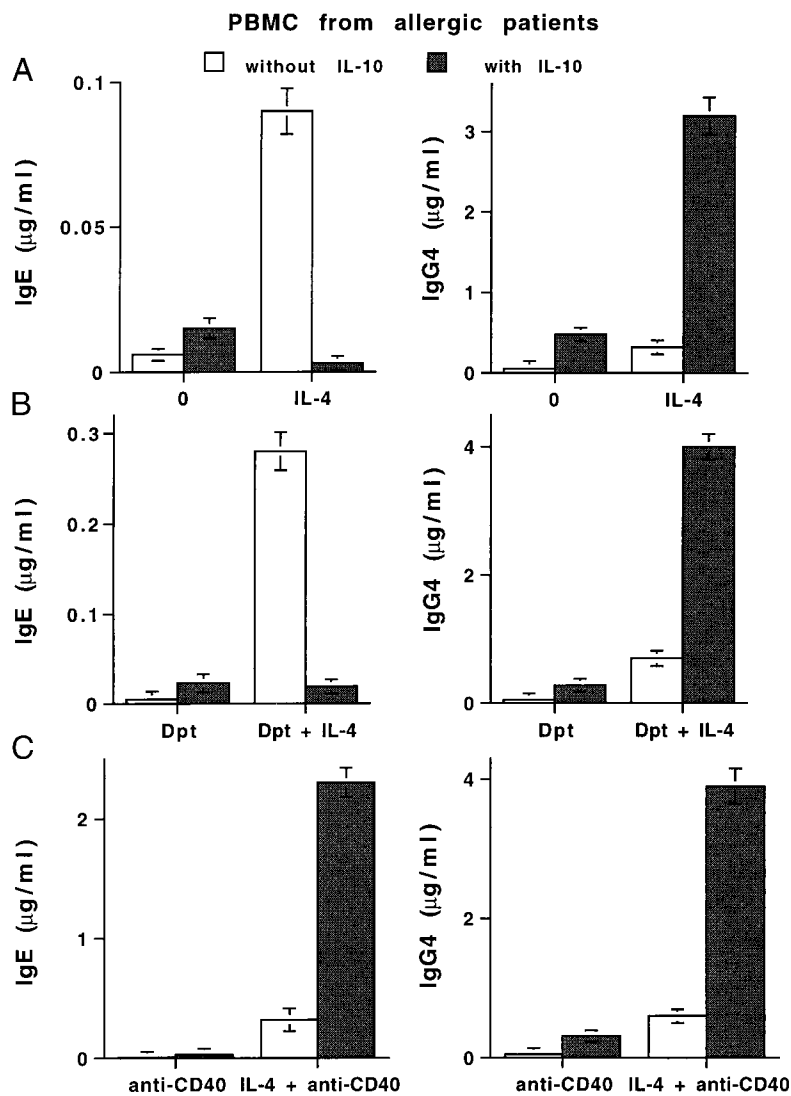 PBMC from allergic patients
without IL-10 with IL-10
A
IgE (µg/ml)
0.1
0.05
0
0 IL-4
IgG4 (µg/ml)
3
2
1
0
0 IL-4
B
IgE (µg/ml)
0.3
0.2
0.1
0
Dpt Dpt + IL-4
IgG4 (µg/ml)
4
2
0
Dpt Dpt + IL-4
C
IgE (µg/ml)
2
1
0
anti-CD40 IL-4 + anti-CD40
IgG4 (µg/ml)
4
2
0
anti-CD40 IL-4 + anti-CD40